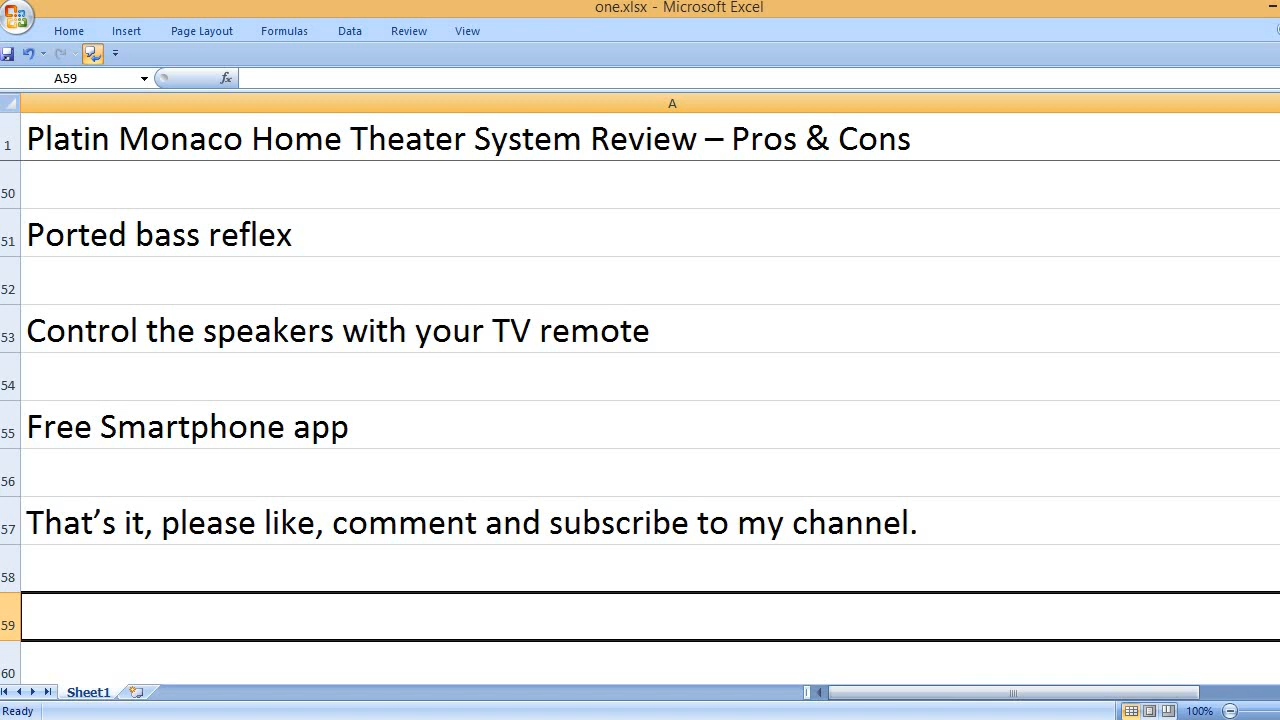 one.xlsx - Microsoft Excel
Home Insert Page Layout Formulas Data Review View
A59 fx
A
1 Platin Monaco Home Theater System Review – Pros & Cons
50
51 Ported bass reflex
52
53 Control the speakers with your TV remote
54
55 Free Smartphone app
56
57 That’s it, please like, comment and subscribe to my channel.
58
59
60
Sheet1
Ready 100%